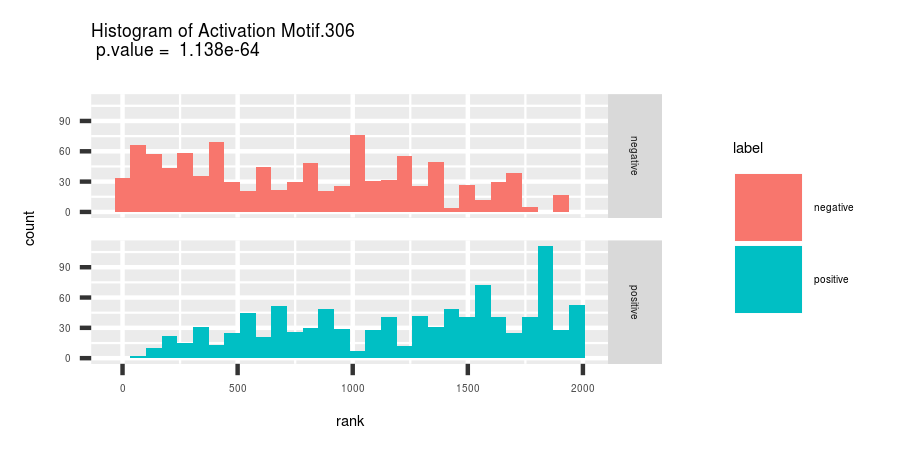 Histogram of Activation Motif.306
p.value = 1.138e-64
count
90
60
30
0
negative
90
60
30
0
positive
0 500 1000 1500 2000
rank
label
negative
positive